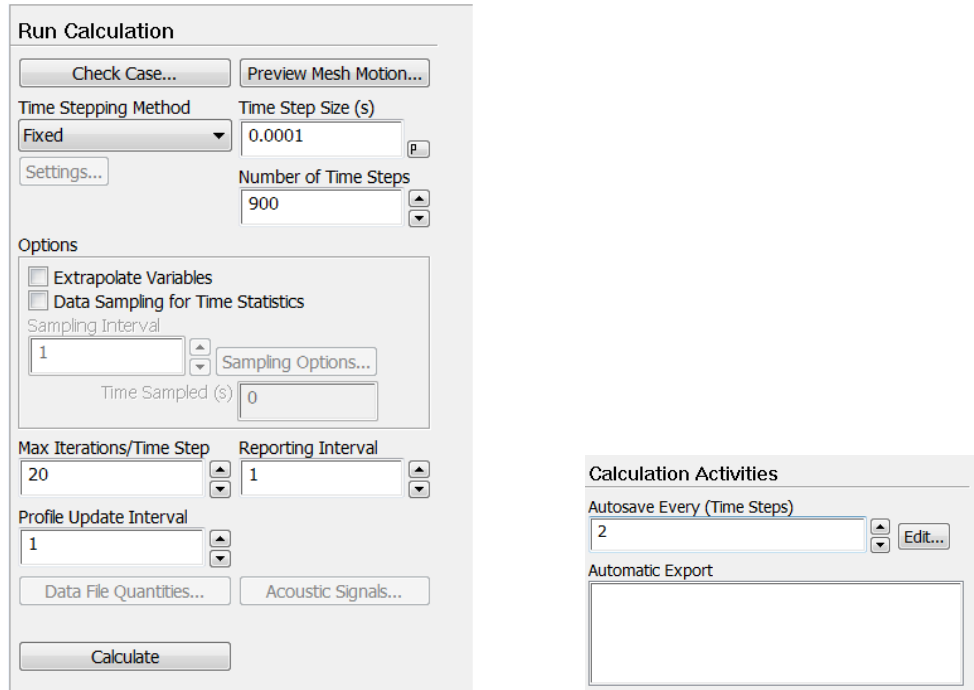 Run Calculation
Check Case... Preview Mesh Motion...
Time Stepping Method Time Step Size (s)
Fixed 0.0001
P
Settings... Number of Time Steps
900
Options
Extrapolate Variables
Data Sampling for Time Statistics
Sampling Interval
1 Sampling Options...
Time Sampled (s) 0
Max Iterations/Time Step Reporting Interval
20 1
Profile Update Interval
1
Data File Quantities... Acoustic Signals...
Calculate
Calculation Activities
Autosave Every (Time Steps)
2 Edit...
Automatic Export